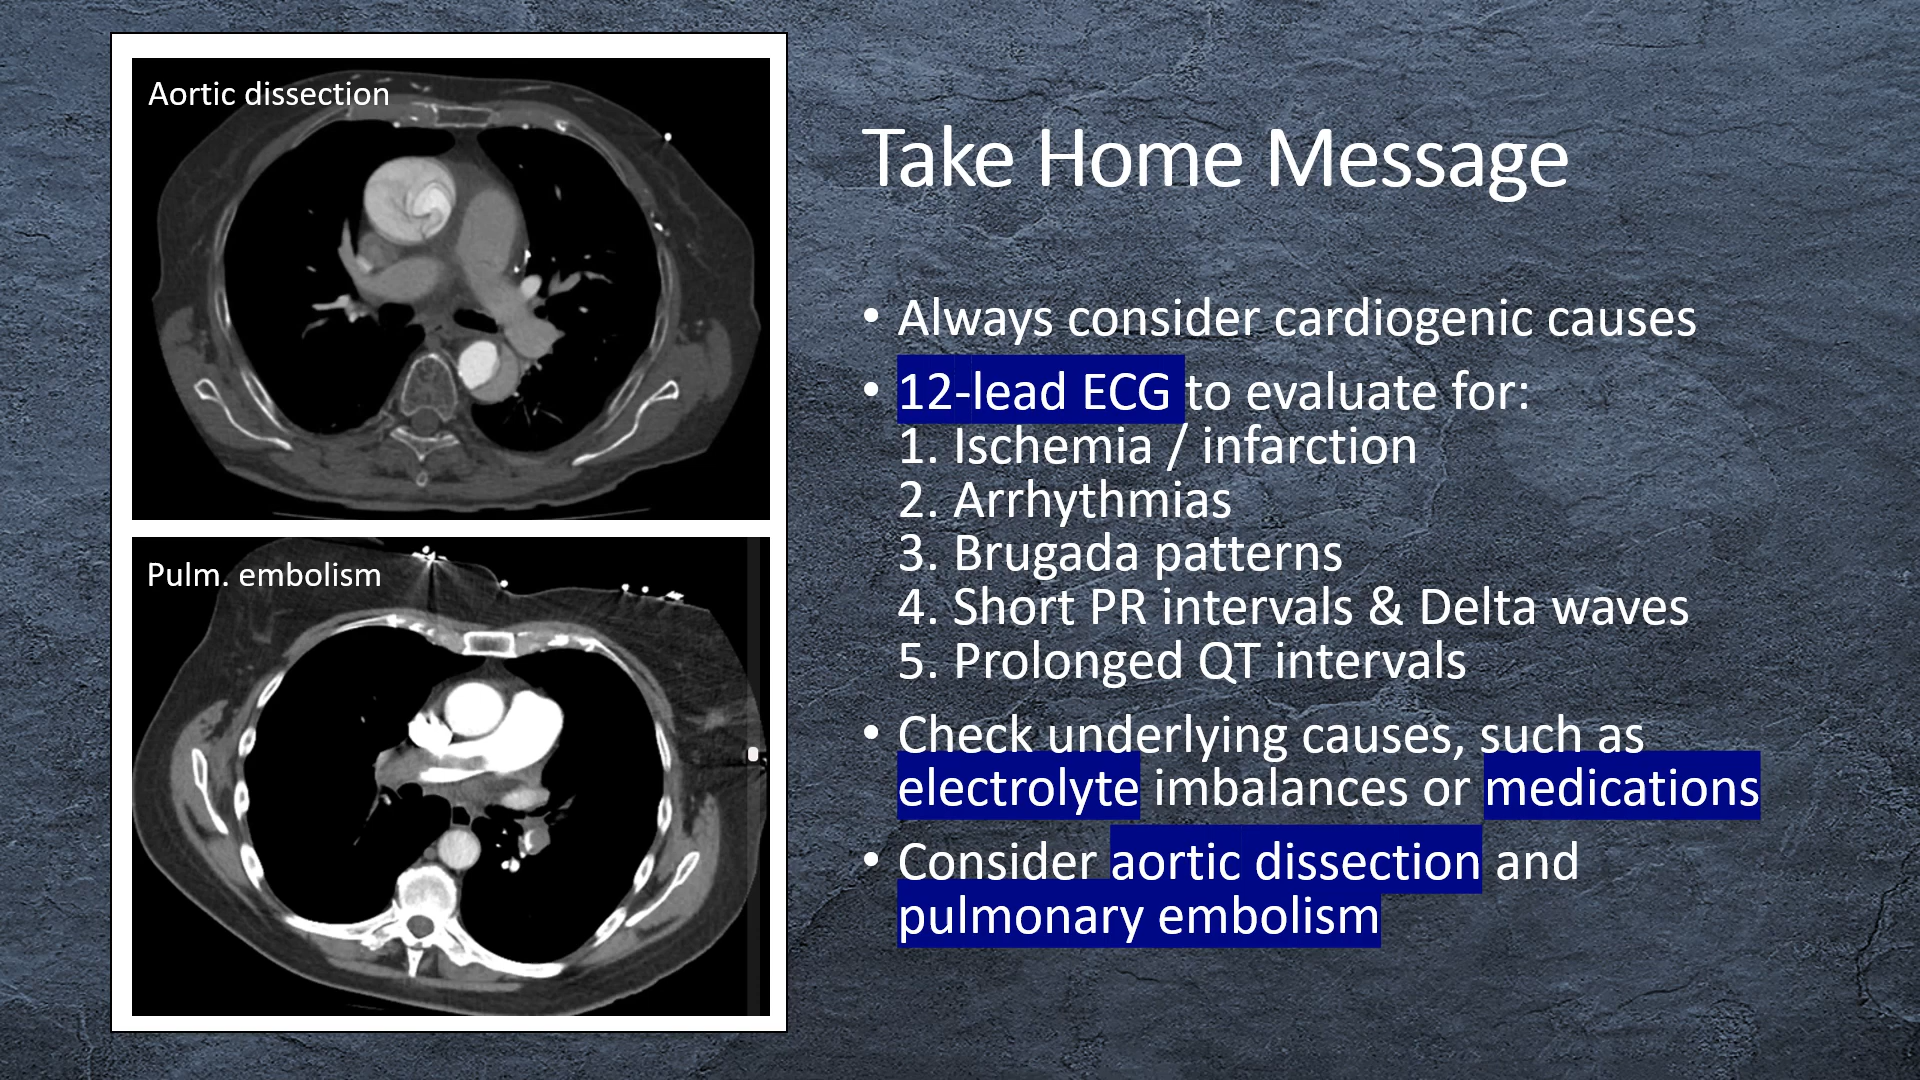 Aortic dissection
Pulm. embolism
Take Home Message
• Always consider cardiogenic causes
• 12-lead ECG to evaluate for:
1. Ischemia / infarction
2. Arrhythmias
3. Brugada patterns
4. Short PR intervals & Delta waves
5. Prolonged QT intervals
• Check underlying causes, such as
electrolyte imbalances or medications
• Consider aortic dissection and
pulmonary embolism